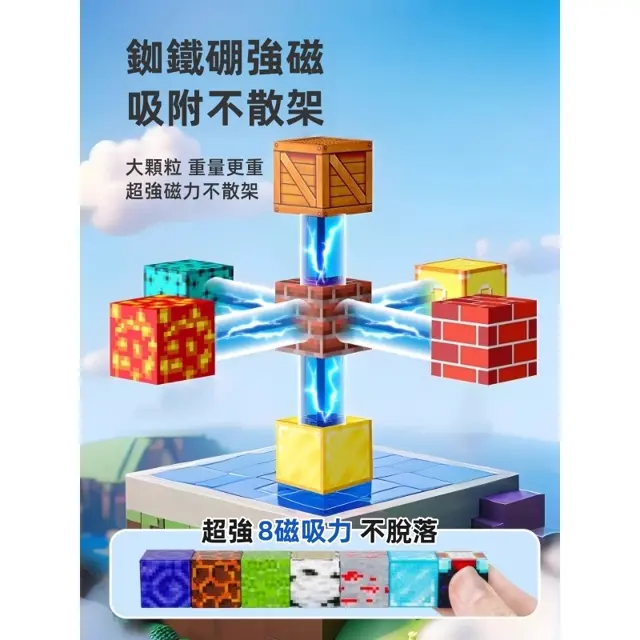 鉫鐵硼強磁
吸附不散架
大顆粒 重量更重
超強磁力不散架
超強 8磁吸力 不脫落